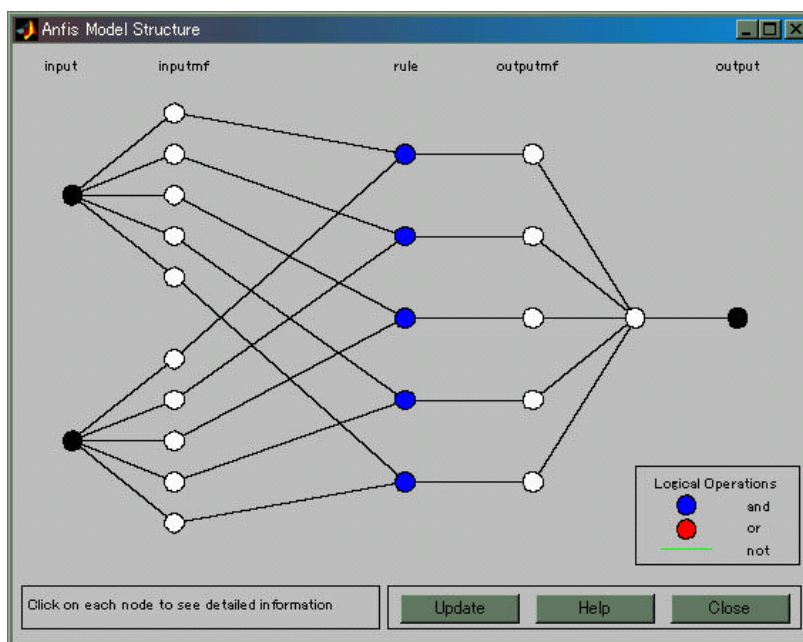 Anfis Model Structure
input inputmf rule outputmf output
Logical Operations
and
or
not
Click on each node to see detailed information
Update Help Close